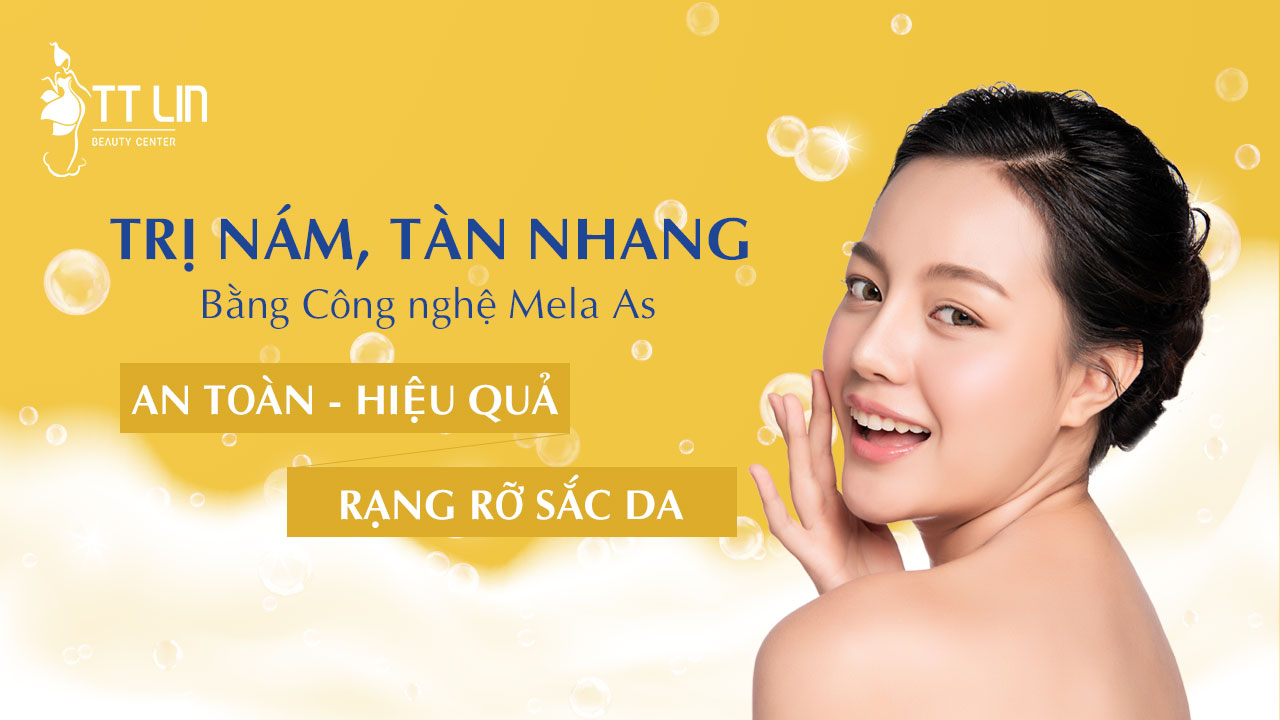 TT LIN
BEAUTY CENTER
TRỊ NÁM, TÀN NHANG
Bằng Công nghệ Mela As
AN TOÀN - HIỆU QUẢ
RẠNG RỠ SẮC DA